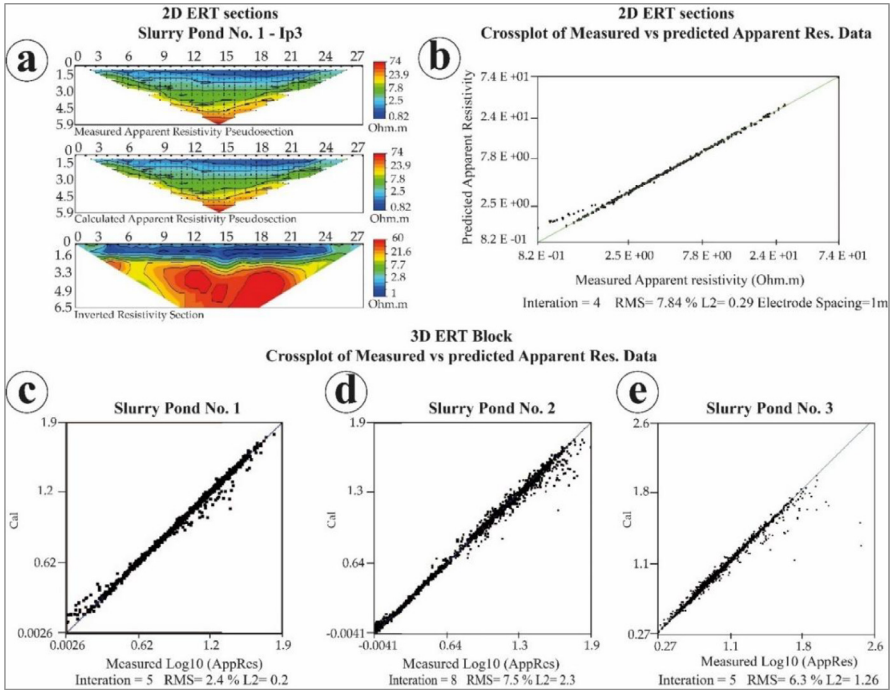 2D ERT sections
Slurry Pond No. 1 - Ip3
a
0 3 6 9 12 15 18 21 24 27
0
1.5
3.0
4.5
5.9
74
23.9
7.8
2.5
0.82
Ohm.m
Measured Apparent Resistivity Pseudosection
0 3 6 9 12 15 18 21 24 27
0
1.5
3.0
4.5
5.9
74
23.9
7.8
2.5
0.82
Ohm.m
Calculated Apparent Resistivity Pseudosection
0 3 6 9 12 15 18 21 24 27
0
1.6
3.3
4.9
6.5
60
21.6
7.8
2.8
1
Ohm.m
Inverted Resistivity Section
2D ERT sections
Crossplot of Measured vs predicted Apparent Res. Data
b
Predicted Apparent Resistivity
7.4 E + 01
2.4 E + 01
7.8 E + 00
2.5 E + 00
8.2 E - 01
8.2 E - 01 2.5 E + 00 7.8 E + 00 2.4 E + 01 7.4 E + 01
Measured Apparent resistivity (Ohm.m)
Interation = 4 RMS= 7.84 % L2= 0.29 Electrode Spacing=1m
3D ERT Block
Crossplot of Measured vs predicted Apparent Res. Data
c
Slurry Pond No. 1
Cal
1.9
1.2
0.62
0.0026
0.0026 0.62 1.2 1.9
Measured Log10 (AppRes)
Interation = 5 RMS= 2.4 % L2= 0.2
d
Slurry Pond No. 2
Cal
1.9
1.3
0.64
-0.0041
-0.0041 0.64 1.3 1.9
Measured Log10 (AppRes)
Interation = 8 RMS= 7.5 % L2= 2.3
e
Slurry Pond No. 3
Cal
2.6
1.8
1.1
0.27
0.27 1.1 1.8 2.6
Measured Log10 (AppRes)
Interation = 5 RMS= 6.3 % L2= 1.26